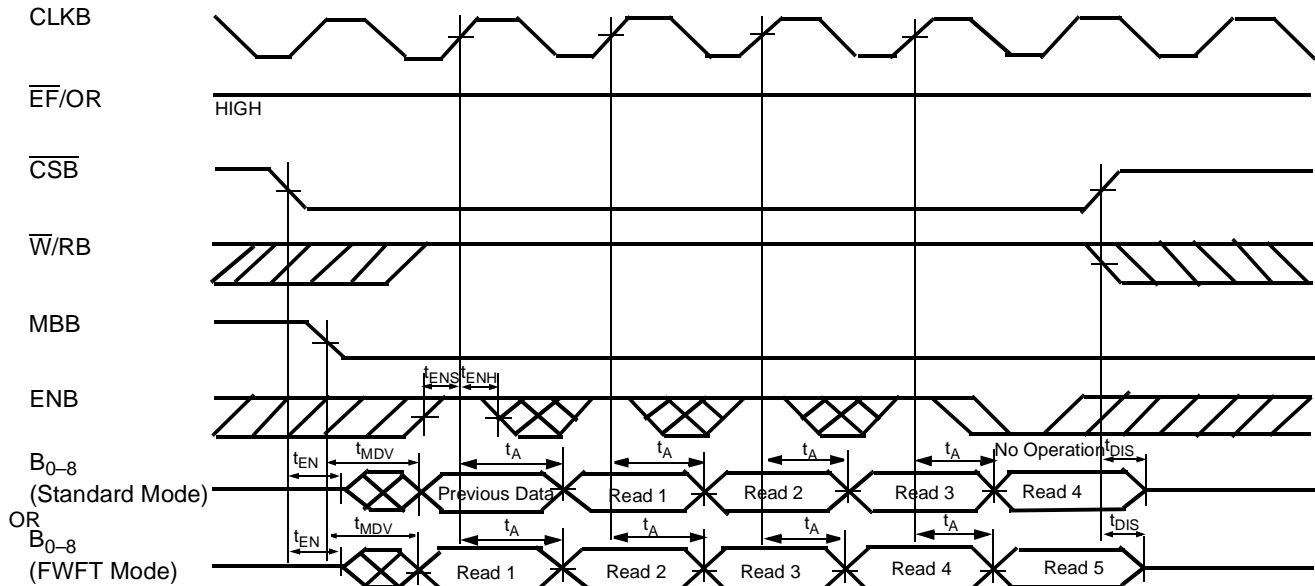 CLKB
EF/OR
HIGH
CSB
W/RB
MBB
tENS tENH
ENB
No Operation tDIS
tEN tMDV tA tA tA tA
B0–8
(Standard Mode)
Previous Data Read 1 Read 2 Read 3 Read 4
OR
tEN tMDV tA tA tA tA tDIS
B0–8
(FWFT Mode)
Read 1 Read 2 Read 3 Read 4 Read 5